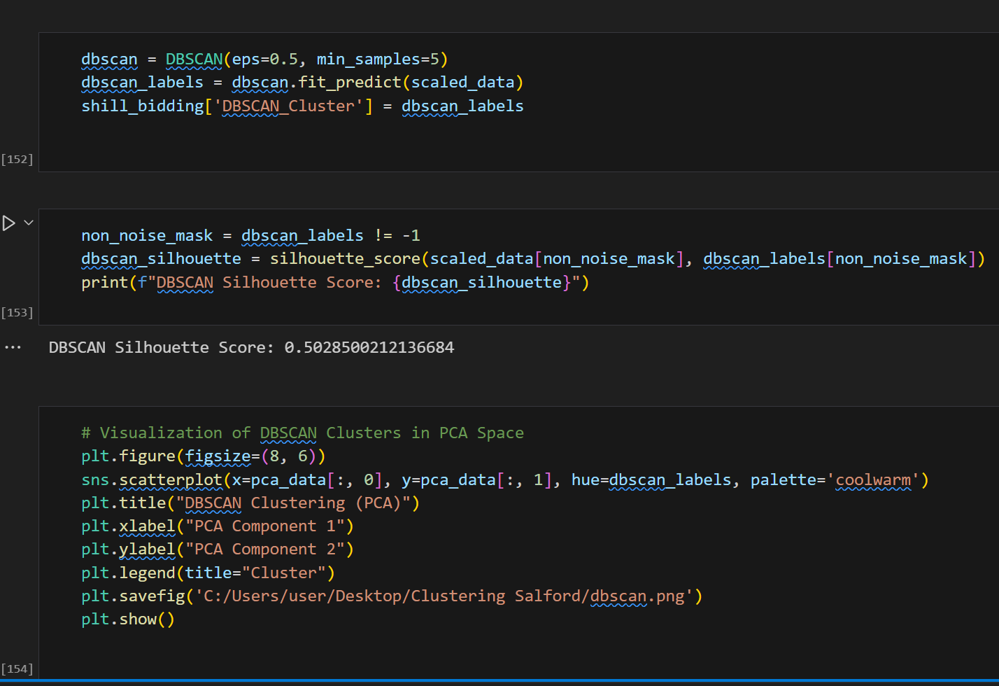 dbscan = DBSCAN(eps=0.5, min_samples=5)
dbscan_labels = dbscan.fit_predict(scaled_data)
shill_bidding['DBSCAN_Cluster'] = dbscan_labels
[152]
non_noise_mask = dbscan_labels != -1
dbscan_silhouette = silhouette_score(scaled_data[non_noise_mask], dbscan_labels[non_noise_mask])
print(f"DBSCAN Silhouette Score: {dbscan_silhouette}")
[153]
... DBSCAN Silhouette Score: 0.5028500212136684
# Visualization of DBSCAN Clusters in PCA Space
plt.figure(figsize=(8, 6))
sns.scatterplot(x=pca_data[:, 0], y=pca_data[:, 1], hue=dbscan_labels, palette='coolwarm')
plt.title("DBSCAN Clustering (PCA)")
plt.xlabel("PCA Component 1")
plt.ylabel("PCA Component 2")
plt.legend(title="Cluster")
plt.savefig('C:/Users/user/Desktop/Clustering Salford/dbscan.png')
plt.show()
[154]